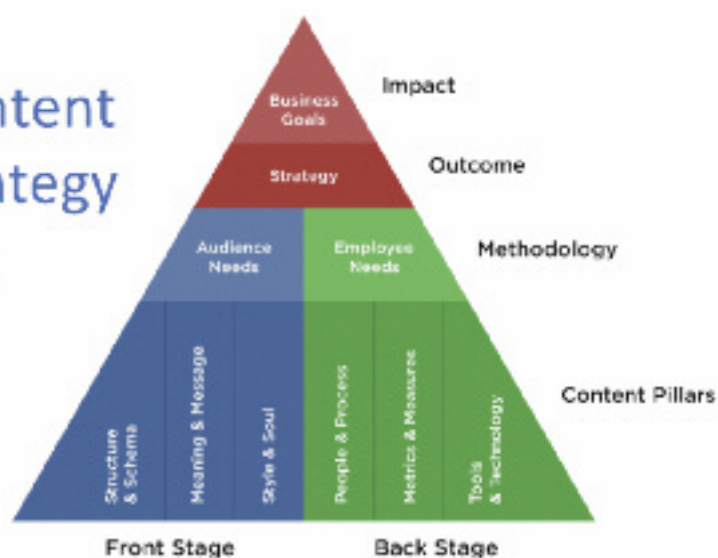 ntent
ategy
Business
Goals
Impact
Strategy
Outcome
Audience
Needs
Employee
Needs
Methodology
Structure
& Schema
Meaning & Message
Style & Soul
People & Process
Metrics & Measures
Tools
& Technology
Content Pillars
Front Stage
Back Stage